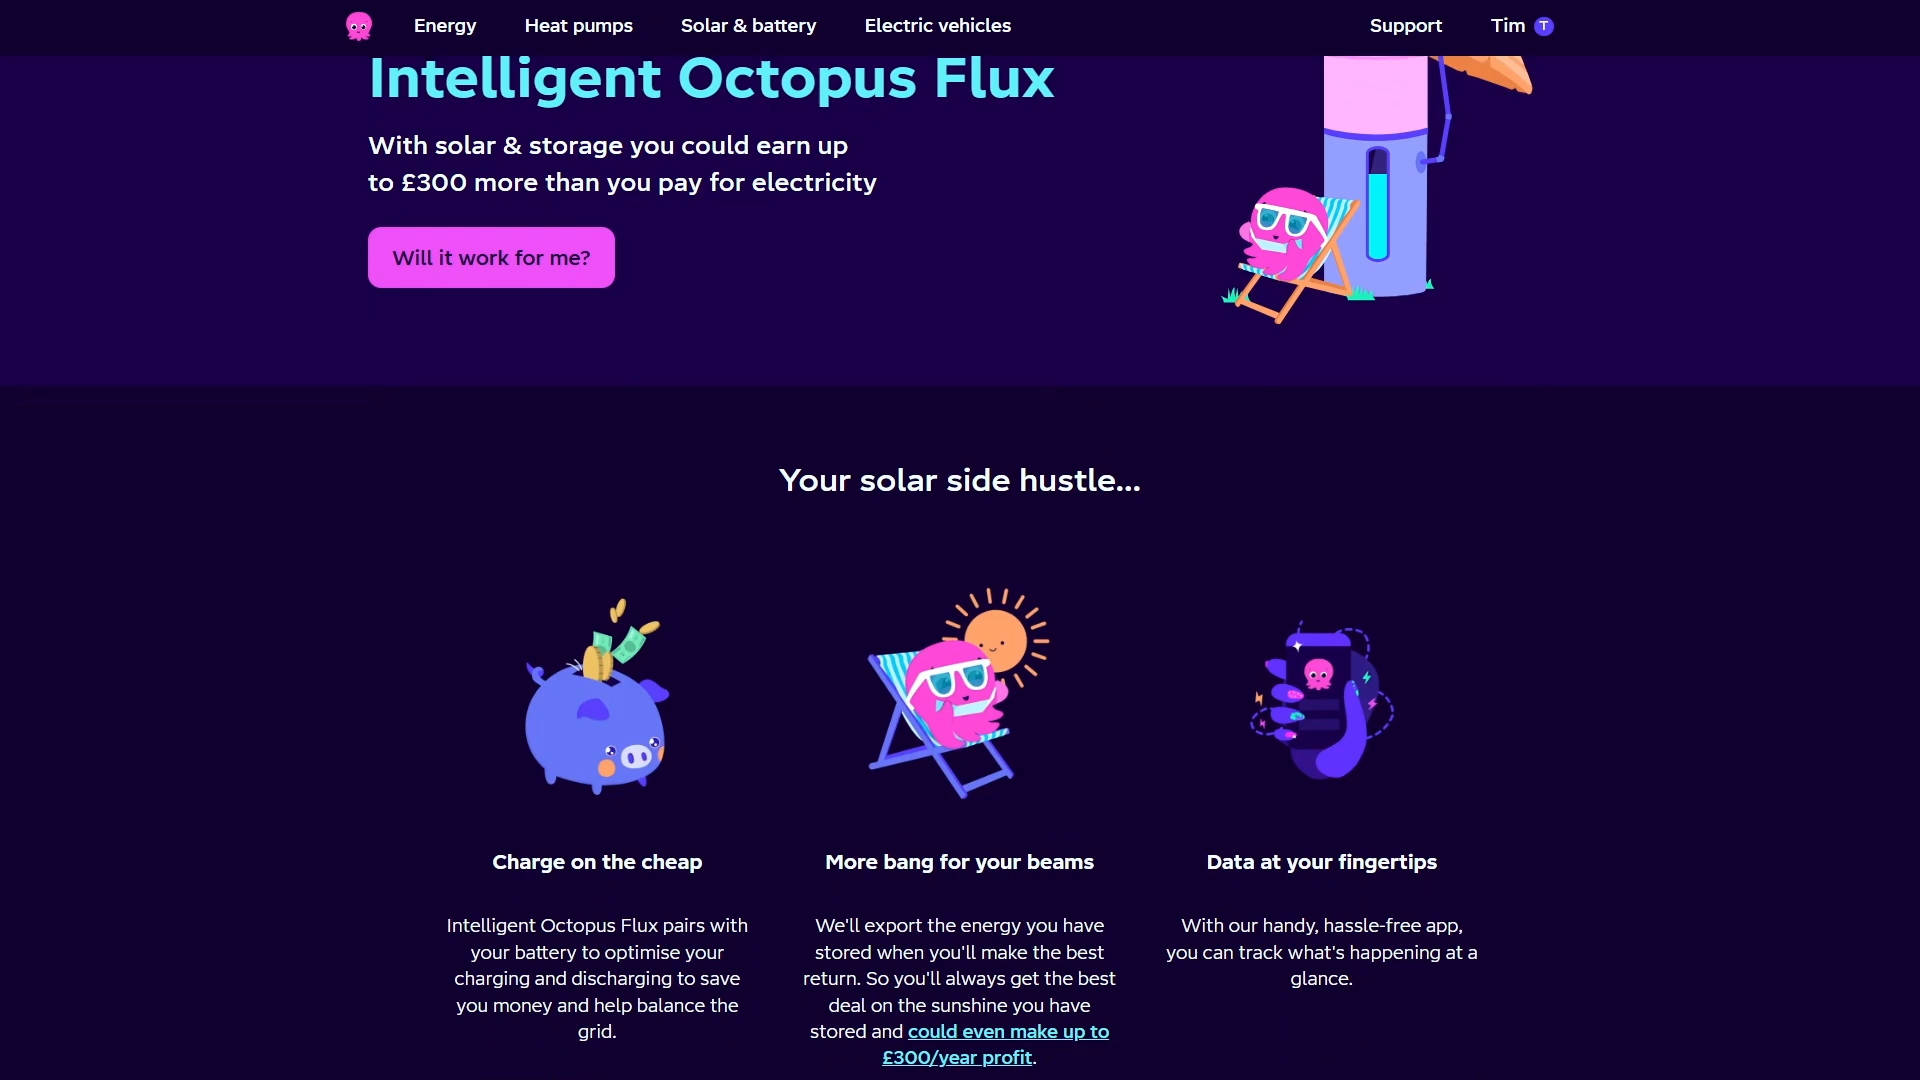 Energy
Heat pumps
Solar & battery
Electric vehicles
Support
Tim T
Intelligent Octopus Flux
With solar & storage you could earn up
to £300 more than you pay for electricity
Will it work for me?
Your solar side hustle...
Charge on the cheap
Intelligent Octopus Flux pairs with
your battery to optimise your
charging and discharging to save
you money and help balance the
grid.
More bang for your beams
We'll export the energy you have
stored when you'll make the best
return. So you'll always get the best
deal on the sunshine you have
stored and could even make up to
£300/year profit.
Data at your fingertips
With our handy, hassle-free app,
you can track what's happening at a
glance.